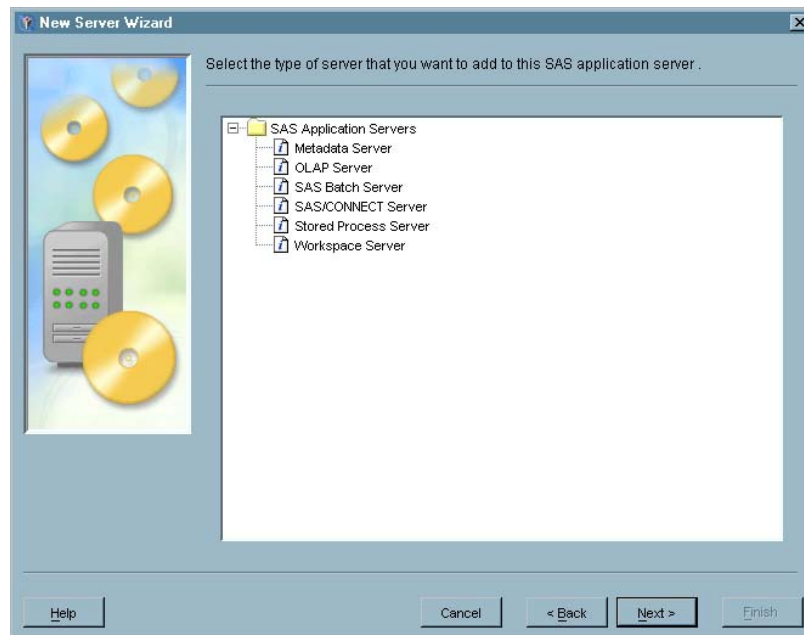 New Server Wizard
Select the type of server that you want to add to this SAS application server .
SAS Application Servers
Metadata Server
OLAP Server
SAS Batch Server
SAS/CONNECT Server
Stored Process Server
Workspace Server
Help Cancel < Back Next > Finish